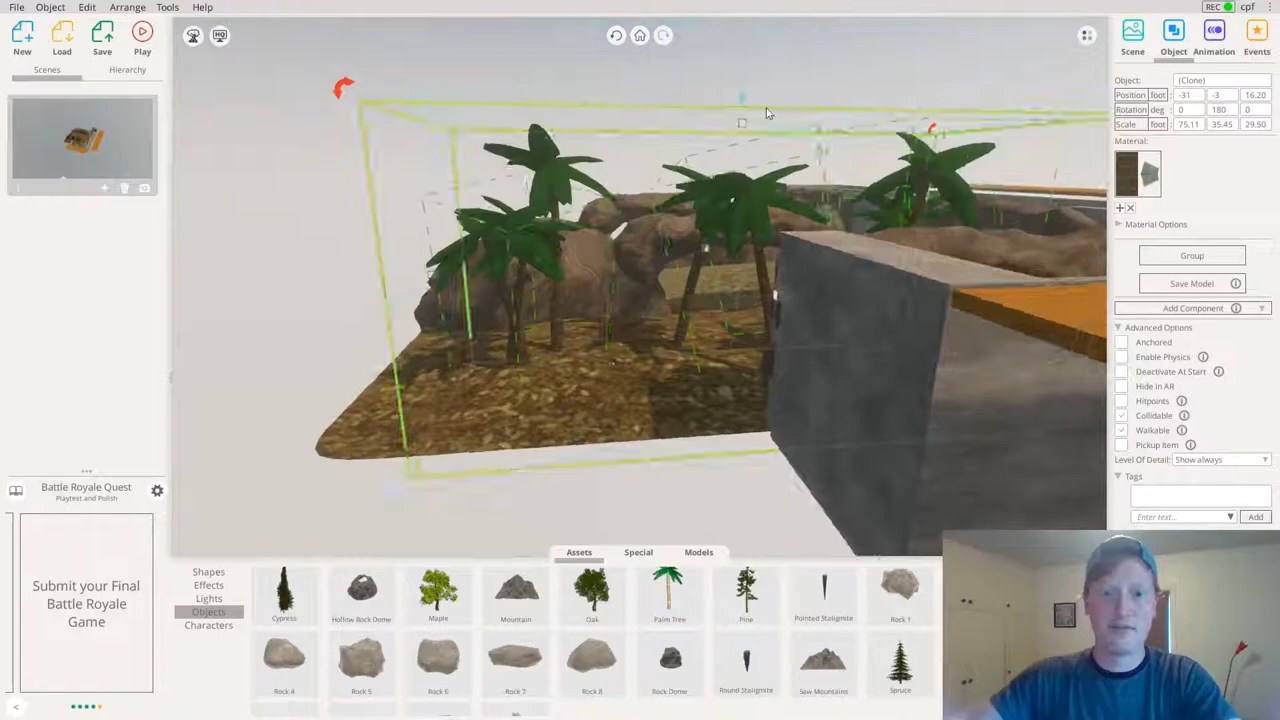 File Object Edit Arrange Tools Help
REC cpf
New Load Save Play
Scene Object Animation Events
Scenes Hierarchy
Object: (Clone)
Position foot -31 -3 16.20
Rotation deg 0 180 0
Scale foot 75.11 35.45 29.50
Material:
Material Options
Group
Save Model
Add Component
Advanced Options
Anchored
Enable Physics
Deactivate At Start
Hide in AR
Hitpoints
Collidable
Walkable
Pickup Item
Level Of Detail: Show always
Tags
Enter text... Add
Battle Royale Quest
Playtest and Polish
Submit your Final
Battle Royale
Game
Assets Special Models
Shapes
Effects
Lights
Objects
Characters
Cypress Hollow Rock Dome Maple Mountain Oak Palm Tree Pine Pointed Staligmite Rock 1
Rock 4 Rock 5 Rock 6 Rock 7 Rock 8 Rock Dome Round Staligmite Saw Mountains Spruce